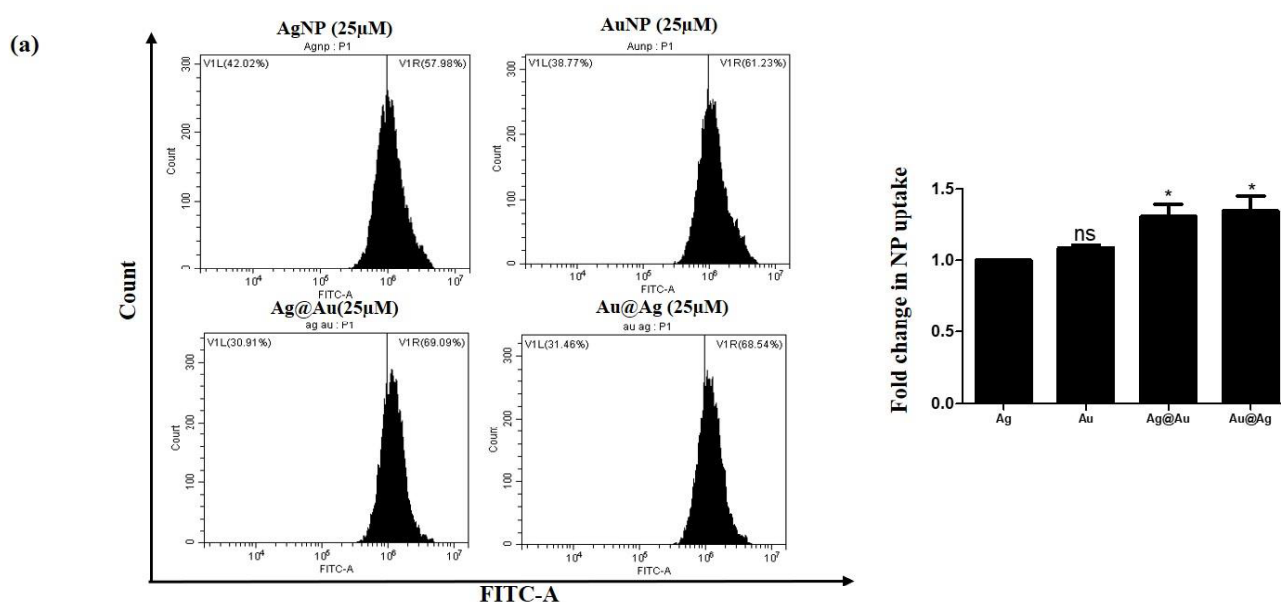 (a)
AgNP (25μM)
Agnp : P1
V1L(42.02%) V1R(57.98%)
300
200
100
0
Count
10⁴ 10⁵ 10⁶ 10⁷
FITC-A
AuNP (25μM)
Aunp : P1
V1L(38.77%) V1R(61.23%)
300
200
100
0
Count
10⁴ 10⁵ 10⁶ 10⁷
FITC-A
Ag@Au(25μM)
ag au : P1
V1L(30.91%) V1R(69.09%)
300
200
100
0
Count
10⁴ 10⁵ 10⁶ 10⁷
FITC-A
Au@Ag (25μM)
au ag : P1
V1L(31.46%) V1R(68.54%)
300
200
100
0
Count
10⁴ 10⁵ 10⁶ 10⁷
FITC-A
Count
FITC-A
Fold change in NP uptake
1.5
1.0
0.5
0.0
ns
*
*
Ag Au Ag@Au Au@Ag